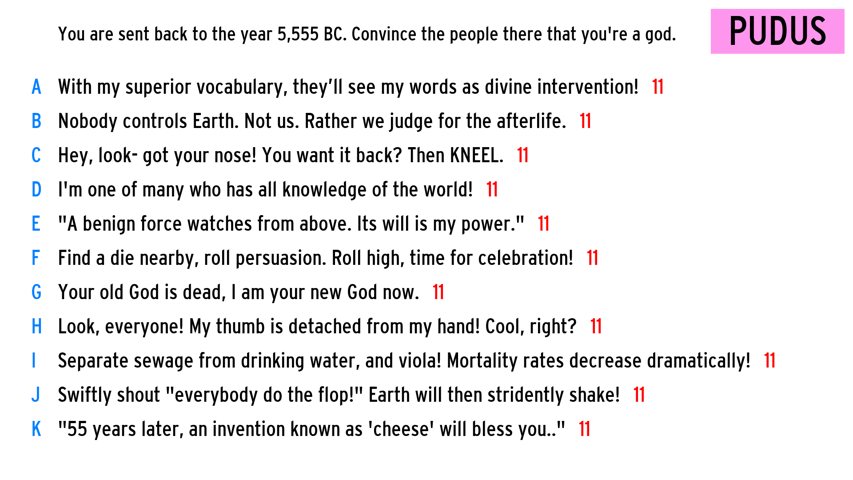 You are sent back to the year 5,555 BC. Convince the people there that you're a god.
PUDUS
A With my superior vocabulary, they’ll see my words as divine intervention! 11
B Nobody controls Earth. Not us. Rather we judge for the afterlife. 11
C Hey, look- got your nose! You want it back? Then KNEEL. 11
D I'm one of many who has all knowledge of the world! 11
E "A benign force watches from above. Its will is my power." 11
F Find a die nearby, roll persuasion. Roll high, time for celebration! 11
G Your old God is dead, I am your new God now. 11
H Look, everyone! My thumb is detached from my hand! Cool, right? 11
I Separate sewage from drinking water, and viola! Mortality rates decrease dramatically! 11
J Swiftly shout "everybody do the flop!" Earth will then stridently shake! 11
K "55 years later, an invention known as 'cheese' will bless you.." 11